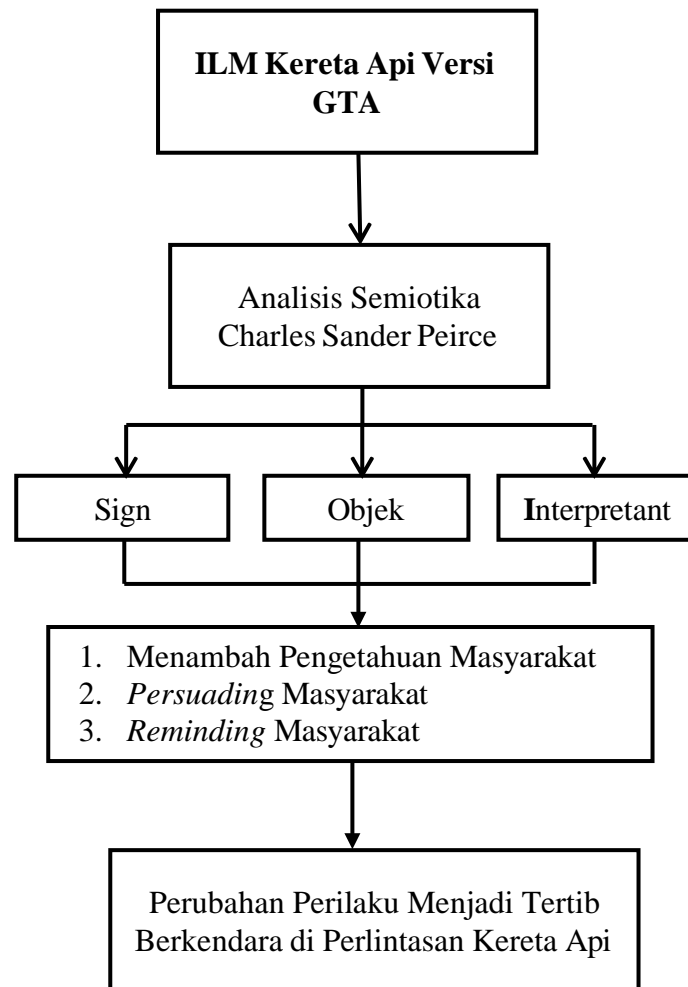 ILM Kereta Api Versi
GTA
Analisis Semiotika
Charles Sander Peirce
Sign
Objek
Interpretant
1. Menambah Pengetahuan Masyarakat
2. Persuading Masyarakat
3. Reminding Masyarakat
Perubahan Perilaku Menjadi Tertib
Berkendara di Perlintasan Kereta Api